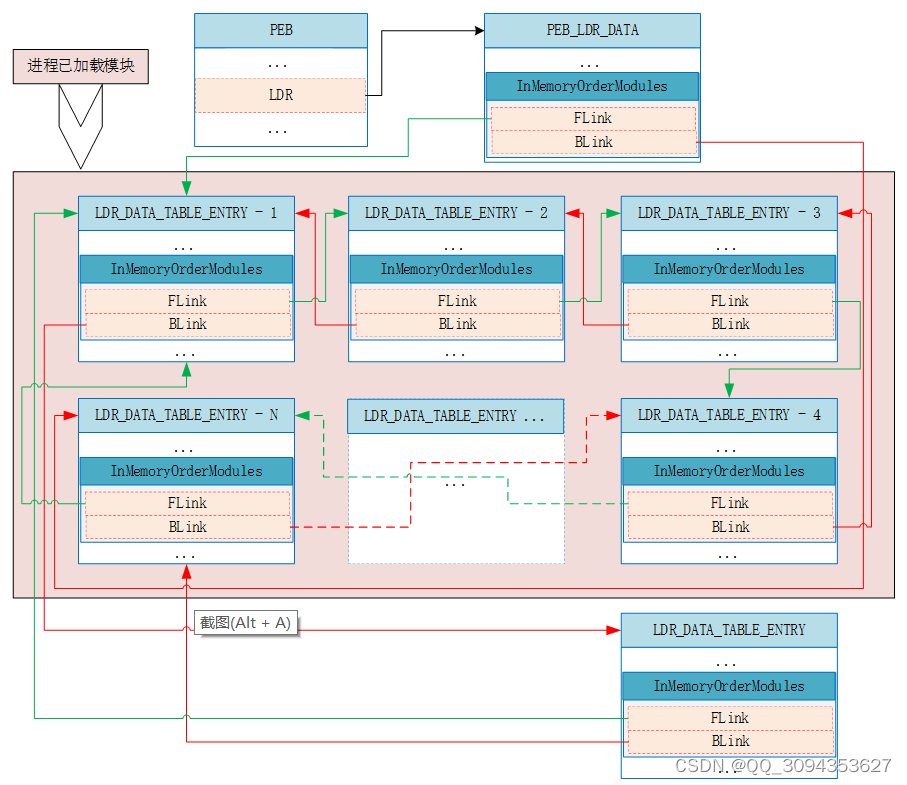 PEB
...
LDR
...
PEB_LDR_DATA
...
InMemoryOrderModules
FLink
BLink
进程已加载模块
LDR_DATA_TABLE_ENTRY - 1
...
InMemoryOrderModules
FLink
BLink
...
LDR_DATA_TABLE_ENTRY - 2
...
InMemoryOrderModules
FLink
BLink
...
LDR_DATA_TABLE_ENTRY - 3
...
InMemoryOrderModules
FLink
BLink
...
LDR_DATA_TABLE_ENTRY - N
...
InMemoryOrderModules
FLink
BLink
...
LDR_DATA_TABLE_ENTRY ...
...
LDR_DATA_TABLE_ENTRY - 4
...
InMemoryOrderModules
FLink
BLink
...
截图(Alt + A)
LDR_DATA_TABLE_ENTRY
...
InMemoryOrderModules
FLink
BLink
...
CSDN @QQ_3094353627